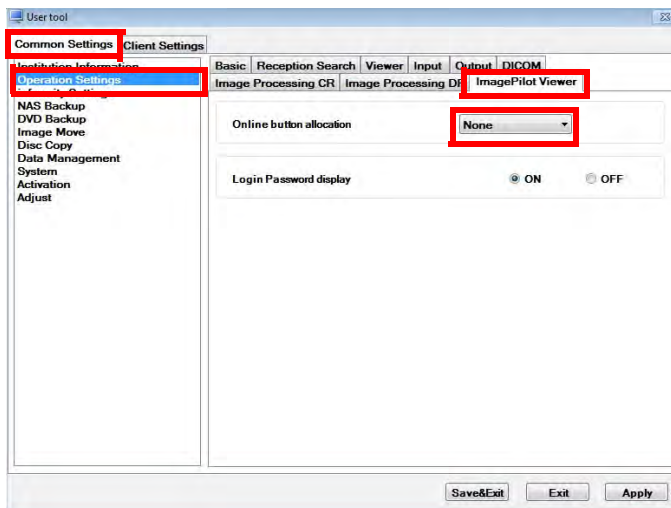 User tool
Common Settings Client Settings
Institution Information
Operation Settings
NAS Backup
DVD Backup
Image Move
Disc Copy
Data Management
System
Activation
Adjust
Basic Reception Search Viewer Input Output DICOM
Image Processing CR Image Processing ImagePilot Viewer
Online button allocation None
Login Password display ON OFF
Save&Exit Exit Apply